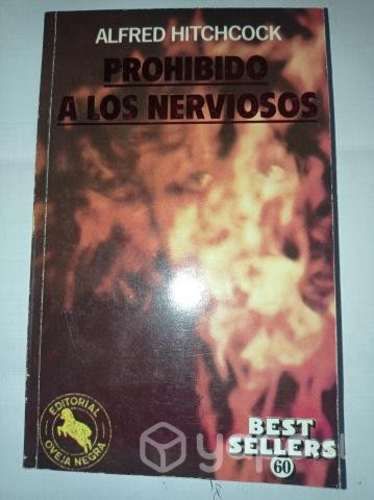 ALFRED HITCHCOCK
PROHIBIDO
A LOS NERVIOSOS
EDITORIAL
OVEJA NEGRA
BEST
SELLERS
60